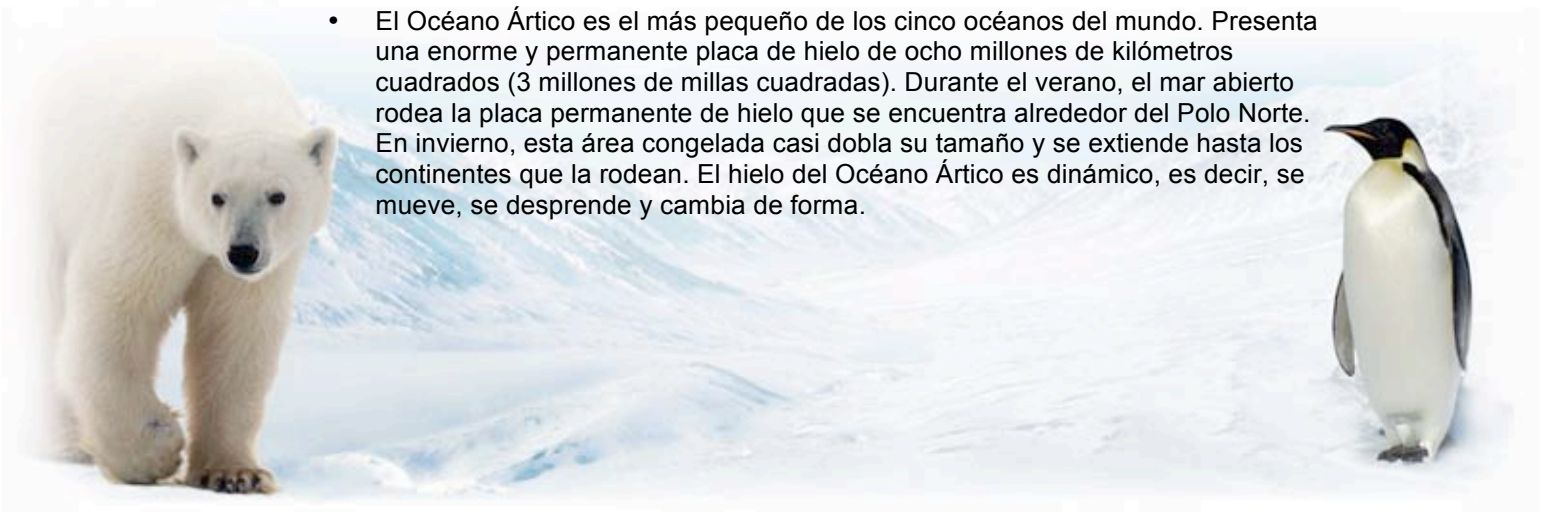 • El Océano Ártico es el más pequeño de los cinco océanos del mundo. Presenta
una enorme y permanente placa de hielo de ocho millones de kilómetros
cuadrados (3 millones de millas cuadradas). Durante el verano, el mar abierto
rodea la placa permanente de hielo que se encuentra alrededor del Polo Norte.
En invierno, esta área congelada casi dobla su tamaño y se extiende hasta los
continentes que la rodean. El hielo del Océano Ártico es dinámico, es decir, se
mueve, se desprende y cambia de forma.